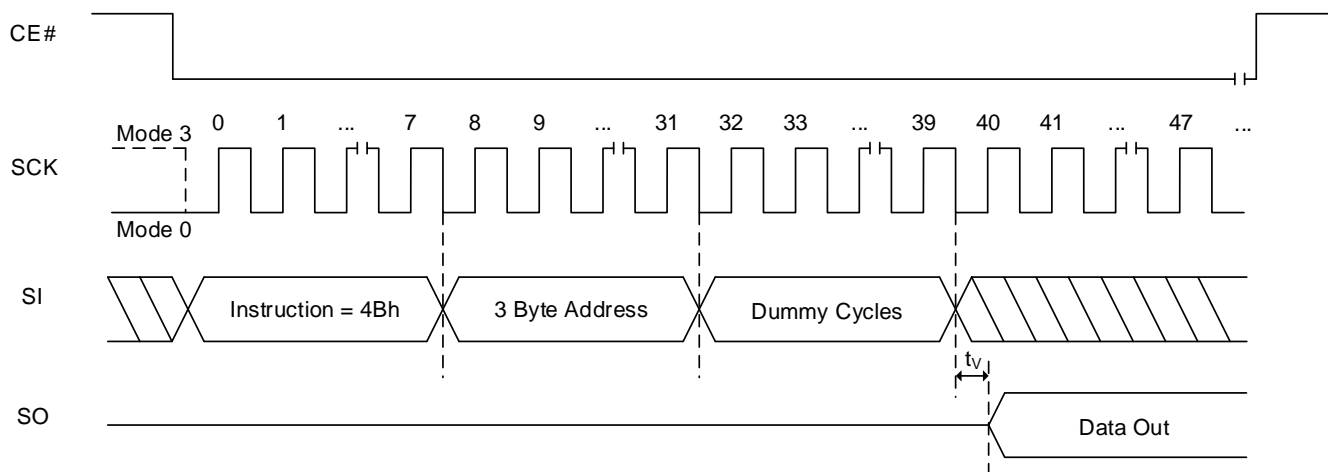 CE#
Mode 3
0 1 ... 7 8 9 ... 31 32 33 ... 39 40 41 ... 47 ...
SCK
Mode 0
SI
Instruction = 4Bh
3 Byte Address
Dummy Cycles
tV
SO
Data Out